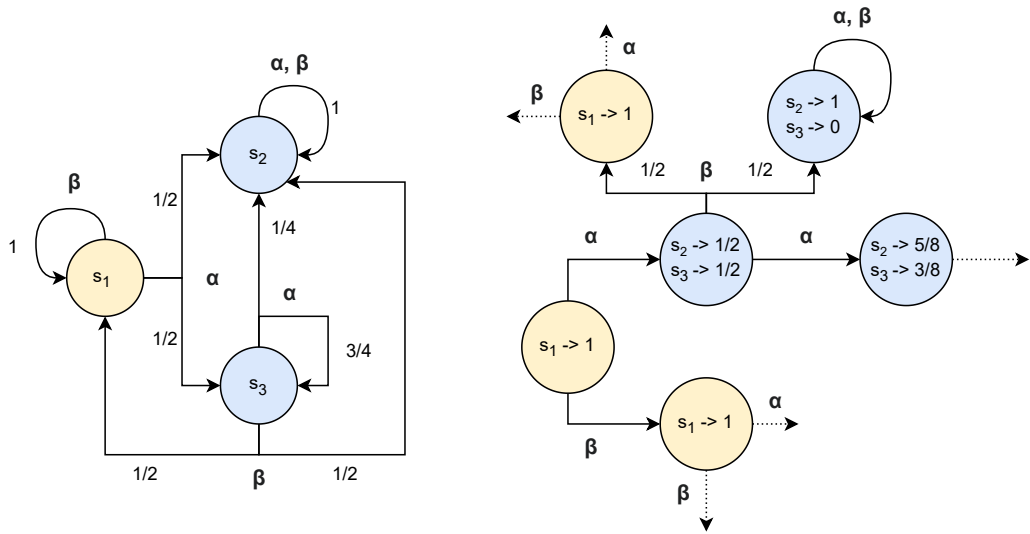 α, β
1
s2
β
1/2
1/4
1
s1
α
α
1/2
3/4
s3
1/2
β
1/2
α
β
s1 -> 1
α, β
s2 -> 1
s3 -> 0
1/2
β
1/2
α
s2 -> 1/2
s3 -> 1/2
α
s2 -> 5/8
s3 -> 3/8
s1 -> 1
β
s1 -> 1
α
β